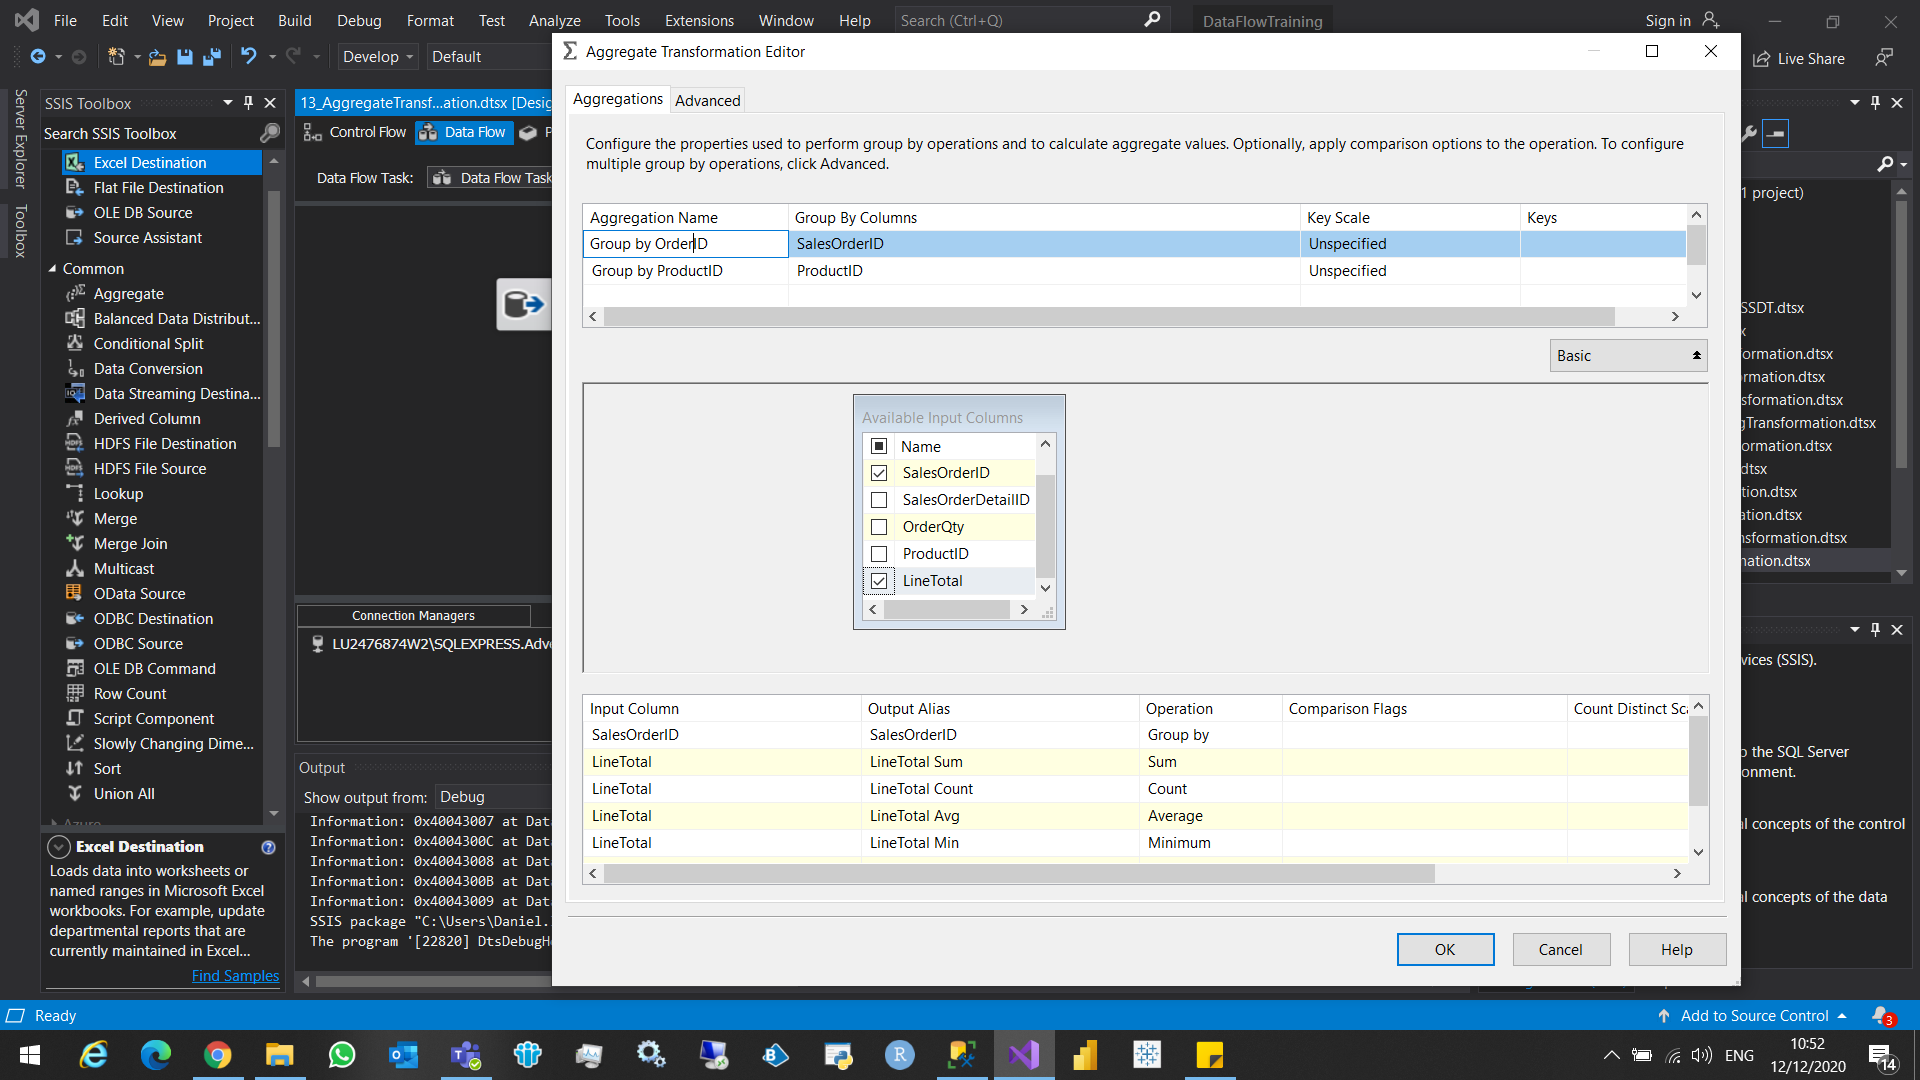 File Edit View Project Build Debug Format Test Analyze Tools Extensions Window Help Search (Ctrl+Q) DataFlowTraining Sign in
Develop Default
Live Share
Server Explorer
Toolbox
SSIS Toolbox
Search SSIS Toolbox
Excel Destination
Flat File Destination
OLE DB Source
Source Assistant
Common
Aggregate
Balanced Data Distribut...
Conditional Split
Data Conversion
Data Streaming Destina...
Derived Column
HDFS File Destination
HDFS File Source
Lookup
Merge
Merge Join
Multicast
OData Source
ODBC Destination
ODBC Source
OLE DB Command
Row Count
Script Component
Slowly Changing Dime...
Sort
Union All
Azure
Excel Destination
Loads data into worksheets or
named ranges in Microsoft Excel
workbooks. For example, update
departmental reports that are
currently maintained in Excel...
Find Samples
13_AggregateTransf...ation.dtsx [Desig
Control Flow Data Flow P
Data Flow Task: Data Flow Task
Connection Managers
LU2476874W2\SQLEXPRESS.Adve
Output
Show output from: Debug
Information: 0x40043007 at Dat
Information: 0x4004300C at Dat
Information: 0x40043008 at Dat
Information: 0x4004300B at Dat
Information: 0x40043009 at Dat
SSIS package "C:\Users\Daniel.
The program '[22820] DtsDebugH
Aggregate Transformation Editor
Aggregations Advanced
Configure the properties used to perform group by operations and to calculate aggregate values. Optionally, apply comparison options to the operation. To configure
multiple group by operations, click Advanced.
Aggregation Name Group By Columns Key Scale Keys
Group by OrderID SalesOrderID Unspecified
Group by ProductID ProductID Unspecified
Basic
Available Input Columns
Name
SalesOrderID
SalesOrderDetailID
OrderQty
ProductID
LineTotal
Input Column Output Alias Operation Comparison Flags Count Distinct Sca
SalesOrderID SalesOrderID Group by
LineTotal LineTotal Sum Sum
LineTotal LineTotal Count Count
LineTotal LineTotal Avg Average
LineTotal LineTotal Min Minimum
OK Cancel Help
1 project)
SSDT.dtsx
x
ormation.dtsx
rmation.dtsx
sformation.dtsx
gTransformation.dtsx
ormation.dtsx
.dtsx
tion.dtsx
ation.dtsx
nsformation.dtsx
mation.dtsx
vices (SSIS).
o the SQL Server
onment.
l concepts of the control
l concepts of the data
Ready
Add to Source Control 3
ENG
10:52
12/12/2020
14